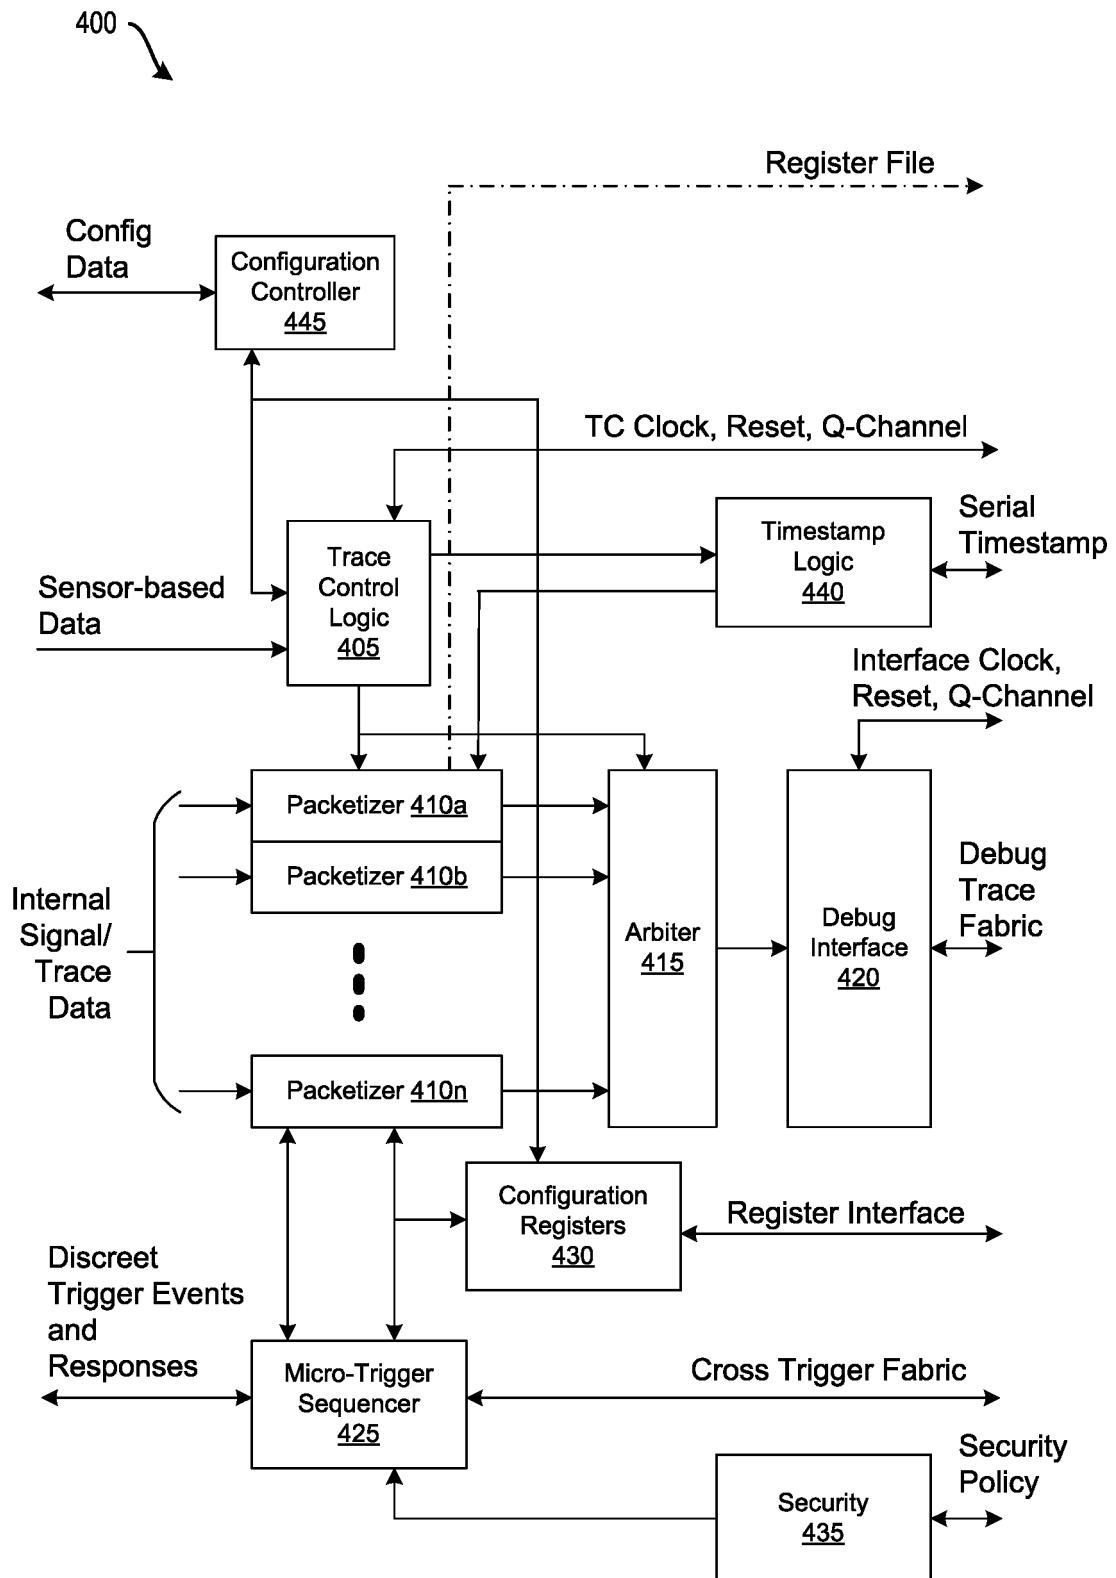 400
Register File
Config
Data
Configuration
Controller
445
TC Clock, Reset, Q-Channel
Serial
Timestamp
Timestamp
Logic
440
Trace
Control
Logic
405
Sensor-based
Data
Interface Clock,
Reset, Q-Channel
Packetizer 410a
Packetizer 410b
Internal
Signal/
Trace
Data
Arbiter
415
Debug
Interface
420
Debug
Trace
Fabric
Packetizer 410n
Configuration
Registers
430
Register Interface
Discreet
Trigger Events
and
Responses
Micro-Trigger
Sequencer
425
Cross Trigger Fabric
Security
435
Security
Policy